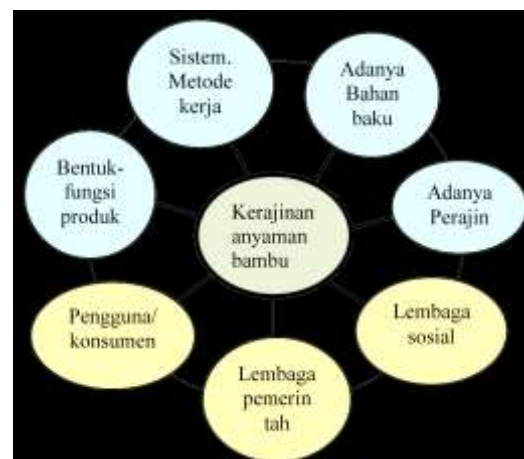 Sistem.
Metode
kerja
Adanya
Bahan
baku
Bentuk-
fungsi
produk
Kerajinan
anyaman
bambu
Adanya
Perajin
Pengguna/
konsumen
Lembaga
sosial
Lembaga
pemerin
tah